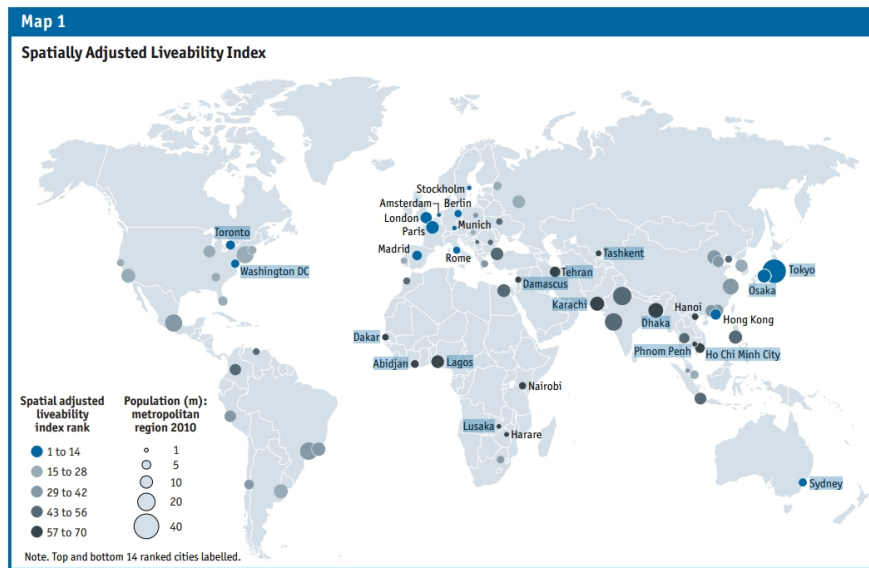 Map 1
Spatially Adjusted Liveability Index
Stockholm
Amsterdam
Berlin
London
Munich
Paris
Madrid
Rome
Toronto
Washington DC
Tashkent
Tehran
Damascus
Tokyo
Osaka
Karachi
Hanoi
Hong Kong
Dhaka
Dakar
Phnom Penh
Ho Chi Minh City
Abidjan
Lagos
Nairobi
Lusaka
Harare
Sydney
Spatial adjusted
liveability
index rank
1 to 14
15 to 28
29 to 42
43 to 56
57 to 70
Population (m):
metropolitan
region 2010
1
5
10
20
40
Note. Top and bottom 14 ranked cities labelled.